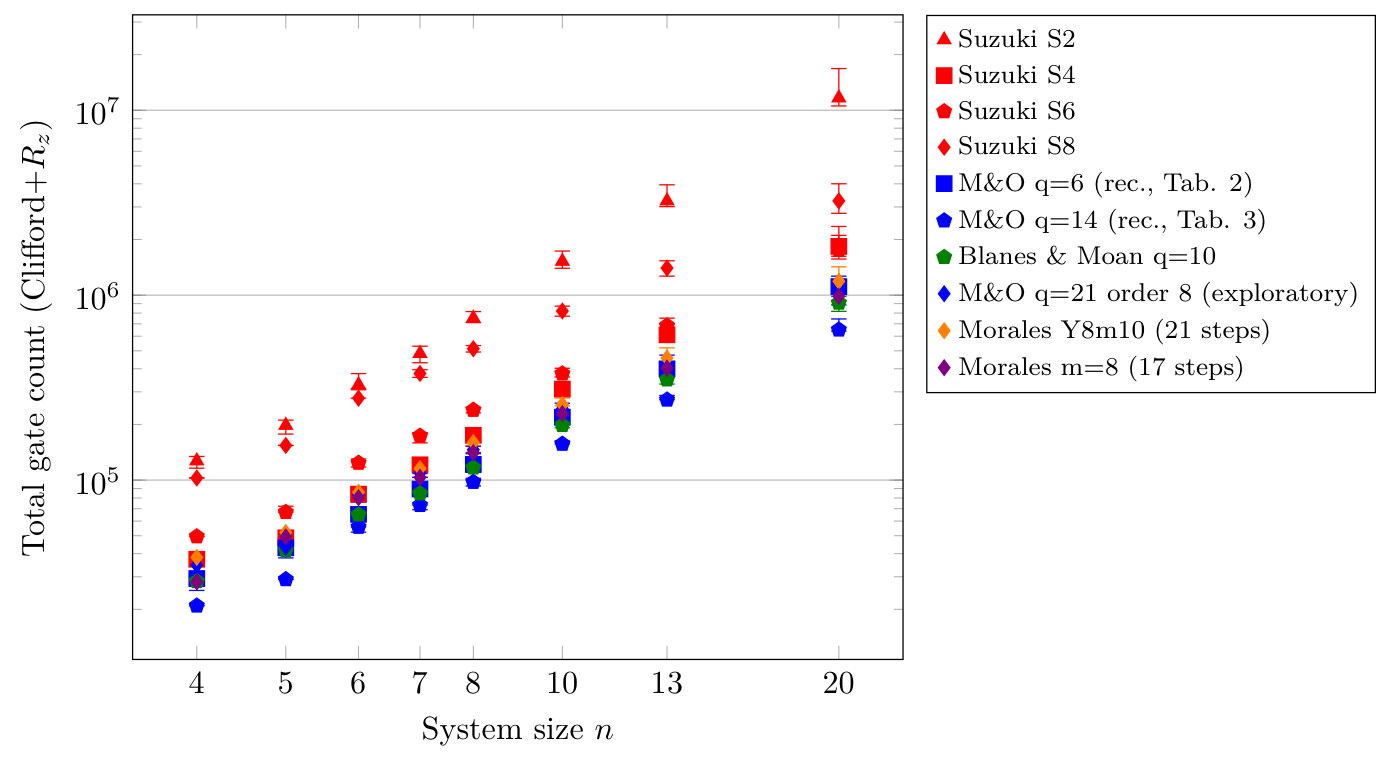 Total gate count (Clifford+R_z)
10^7
10^6
10^5
4 5 6 7 8 10 13 20
System size n
Suzuki S2
Suzuki S4
Suzuki S6
Suzuki S8
M&O q=6 (rec., Tab. 2)
M&O q=14 (rec., Tab. 3)
Blanes & Moan q=10
M&O q=21 order 8 (exploratory)
Morales Y8m10 (21 steps)
Morales m=8 (17 steps)